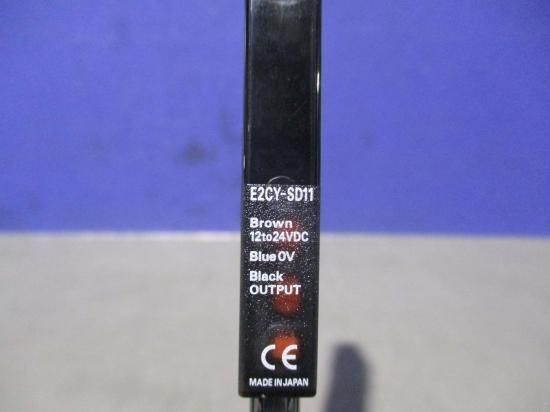 E2CY-SD11
Brown
12to24VDC
Blue 0V
Black
OUTPUT
CE
MADE IN JAPAN